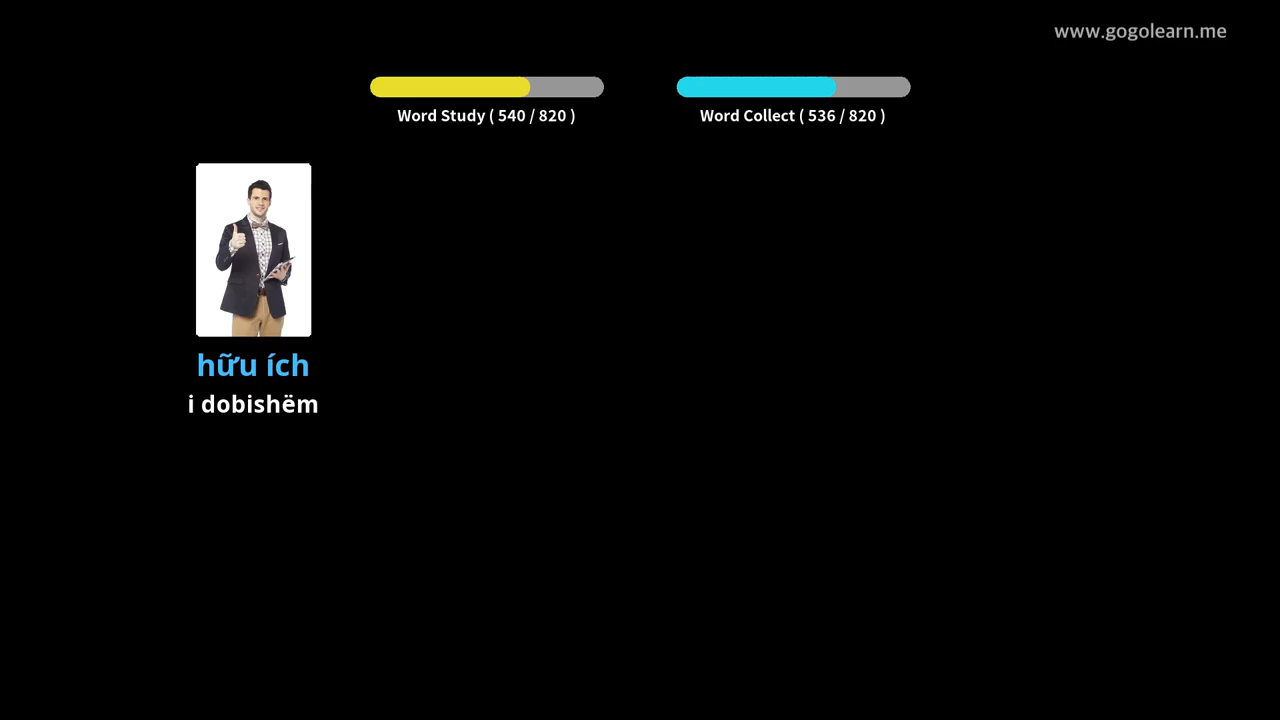 www.gogolearn.me
Word Study ( 540 / 820 )
Word Collect ( 536 / 820 )
hữu ích
i dobishëm